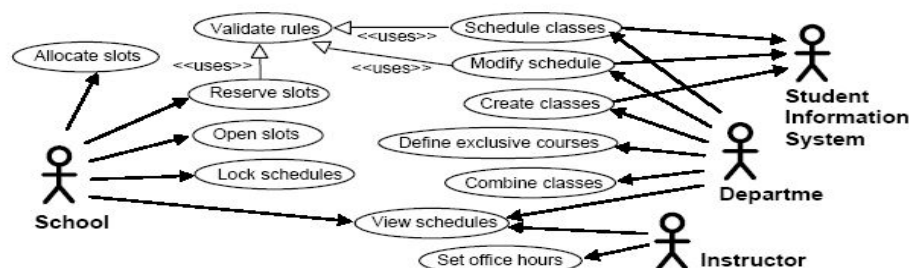 Validate rules
<<uses>>
Schedule classes
Allocate slots
<<uses>>
<<uses>>
Modify schedule
Reserve slots
Create classes
Student
Information
System
Open slots
Define exclusive courses
Lock schedules
Combine classes
Departme
School
View schedules
Set office hours
Instructor